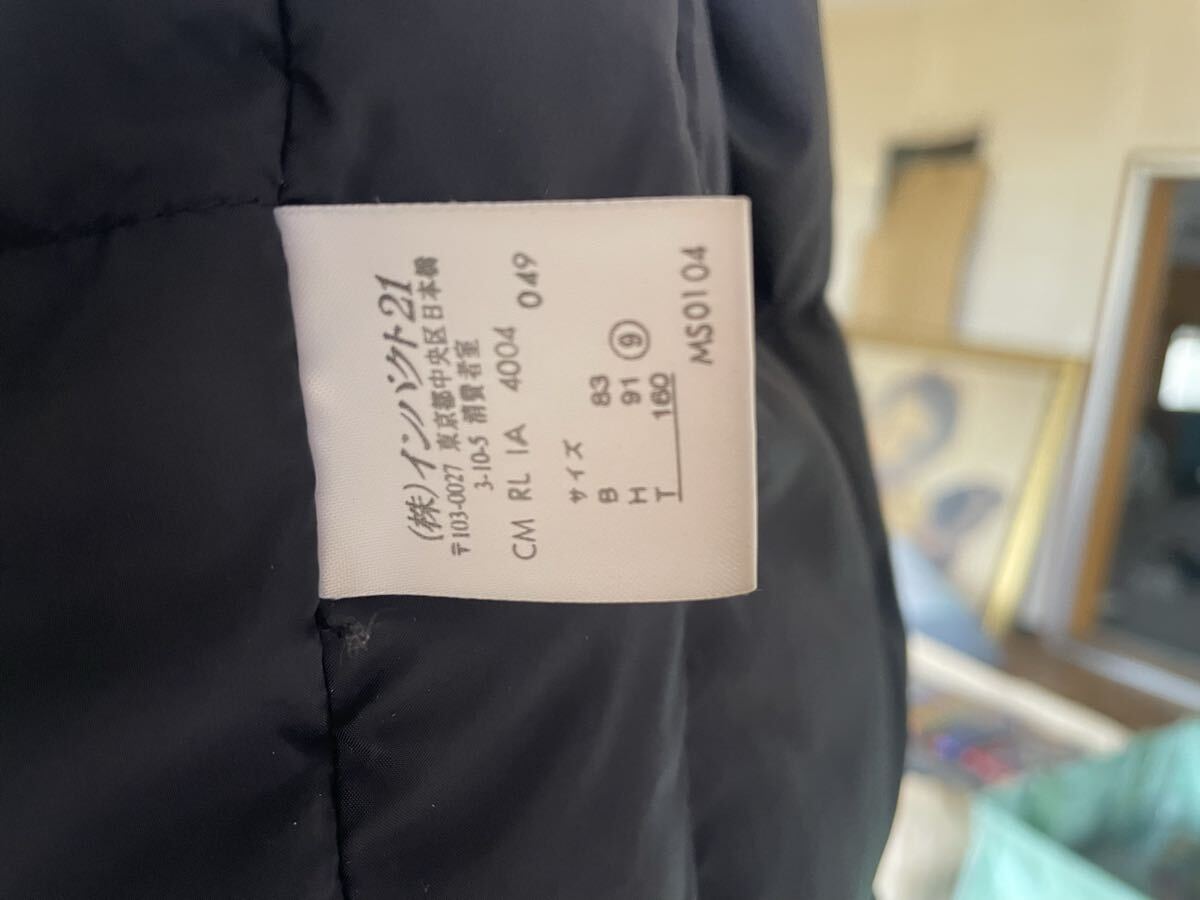 (株)インパクト21
〒103-0027 東京都中央区日本橋
3-10-5 消費者室
CM RL IA 4004
049
サイズ
B 83
H 91 ⑨
T 160
MS0104